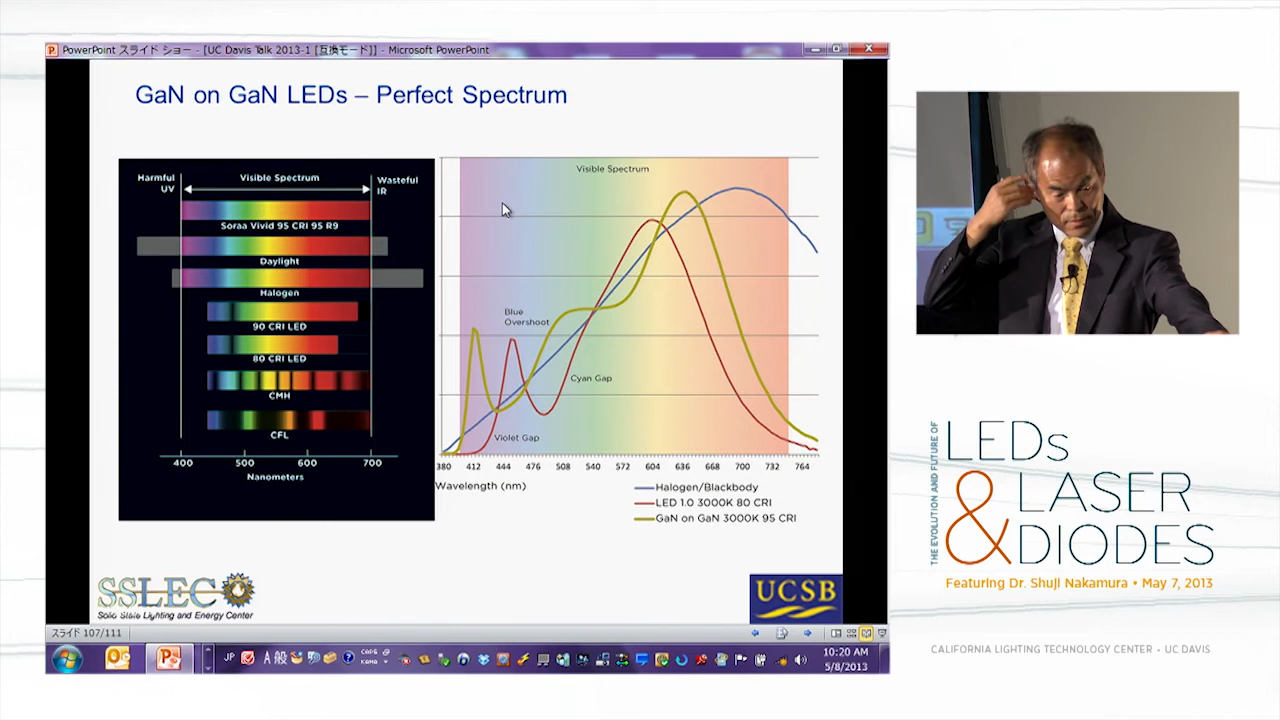 PowerPoint スライド ショー - [UC Davis Talk 2013-1 [互換モード]] - Microsoft PowerPoint
GaN on GaN LEDs – Perfect Spectrum
Harmful UV
Visible Spectrum
Wasteful IR
Soraa Vivid 95 CRI 95 R9
Daylight
Halogen
90 CRI LED
80 CRI LED
CMH
CFL
400 500 600 700
Nanometers
Visible Spectrum
Blue
Overshoot
Cyan Gap
Violet Gap
380 412 444 476 508 540 572 604 636 668 700 732 764
Wavelength (nm)
Halogen/Blackbody
LED 1.0 3000K 80 CRI
GaN on GaN 3000K 95 CRI
SSLEC
Solid State Lighting and Energy Center
UCSB
スライド 107/111
JP
A 般
CAPS
KANA
10:20 AM
5/8/2013
THE EVOLUTION AND FUTURE OF
LEDs
& LASER
DIODES
Featuring Dr. Shuji Nakamura • May 7, 2013
CALIFORNIA LIGHTING TECHNOLOGY CENTER • UC DAVIS